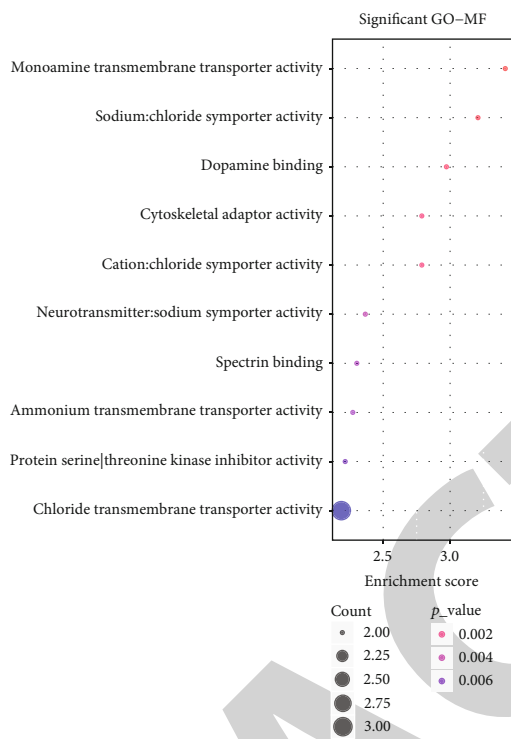 Significant GO–MF
Monoamine transmembrane transporter activity
Sodium:chloride symporter activity
Dopamine binding
Cytoskeletal adaptor activity
Cation:chloride symporter activity
Neurotransmitter:sodium symporter activity
Spectrin binding
Ammonium transmembrane transporter activity
Protein serine|threonine kinase inhibitor activity
Chloride transmembrane transporter activity
2.5 3.0
Enrichment score
Count
2.00
2.25
2.50
2.75
3.00
p_value
0.002
0.004
0.006